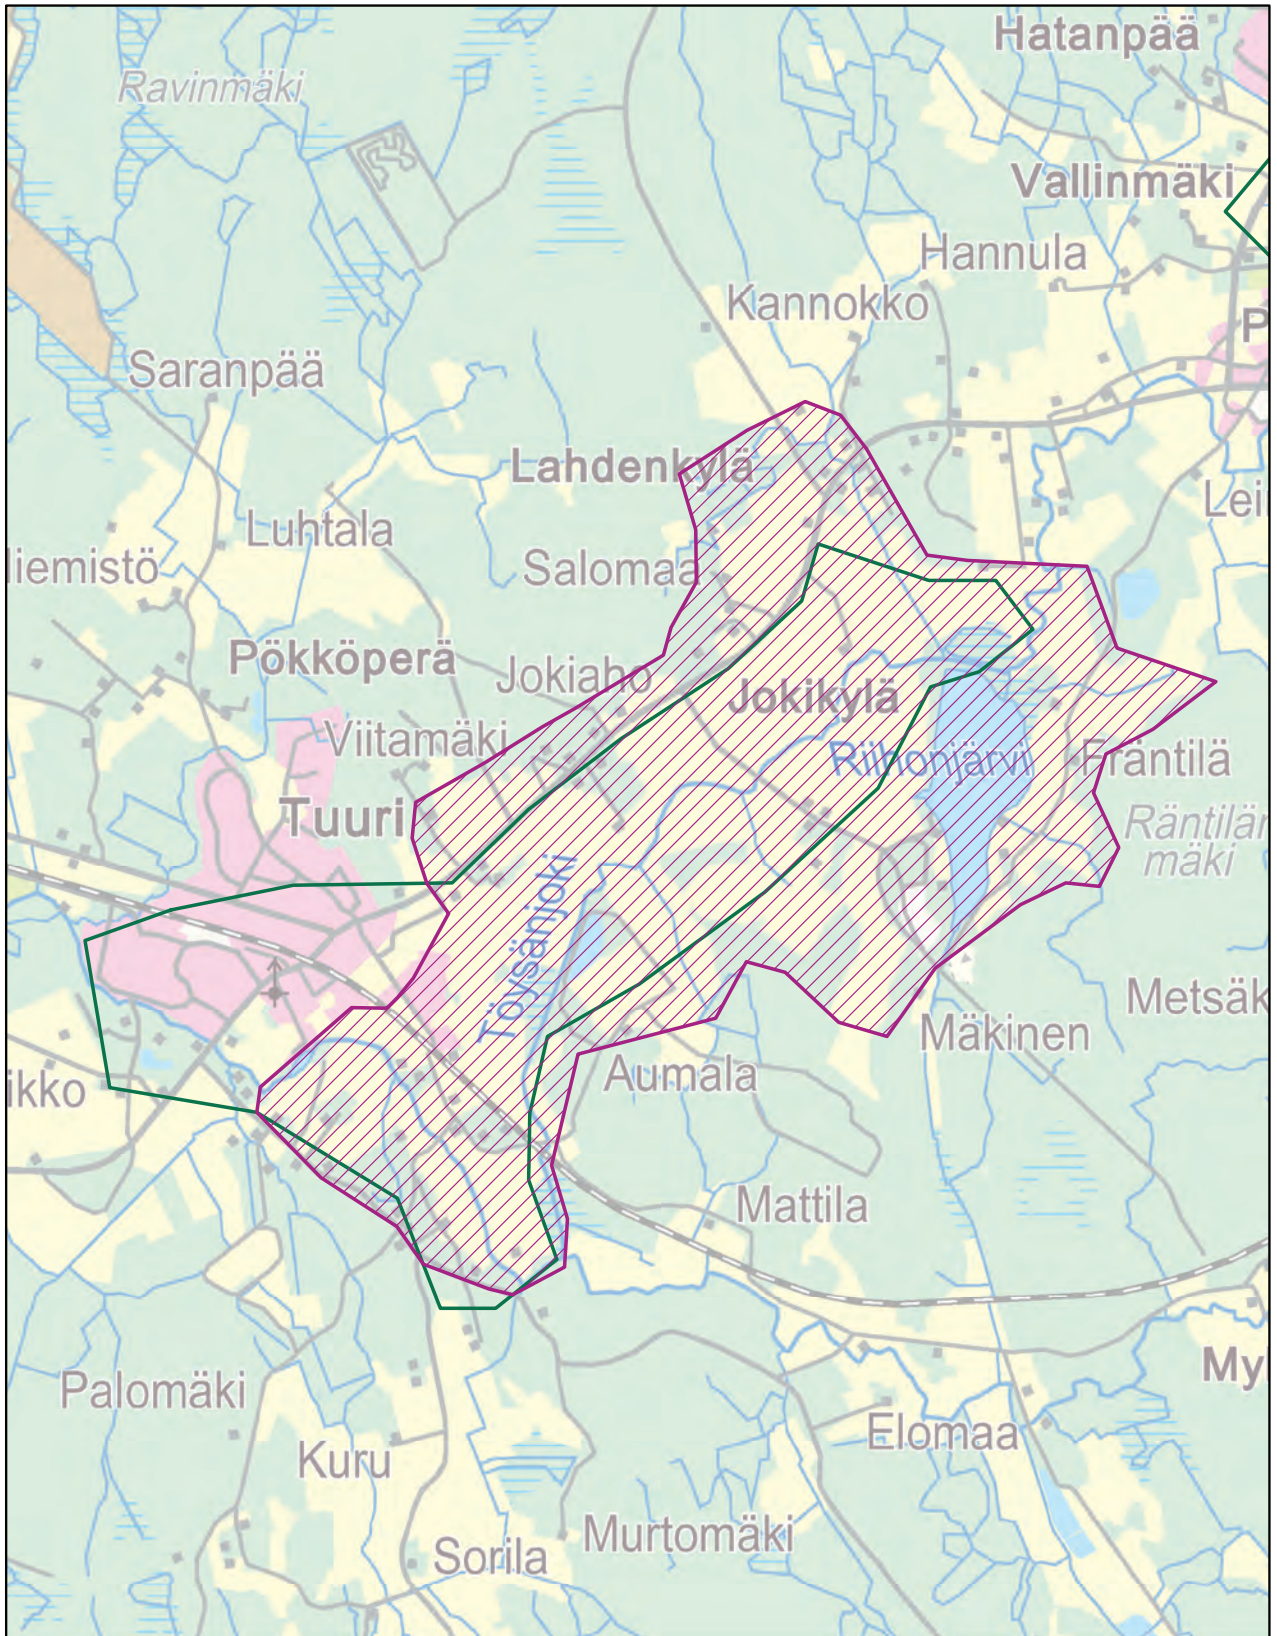 Hatanpää
Ravinmäki
Vallinmäki
Hannula
Kannokko
P
Saranpää
Lahdenkylä
Lei
Luhtala
Salomaa
liemistö
Pökköperä
Jokiaho
Jokikylä
Viitamäki
Riihonjärvi
Fräntilä
Tuuri
Räntilän
mäki
Töysänjoki
Metsäk
Mäkinen
Aumala
ikko
Mattila
My
Palomäki
Elomaa
Kuru
Murtomäki
Sorila